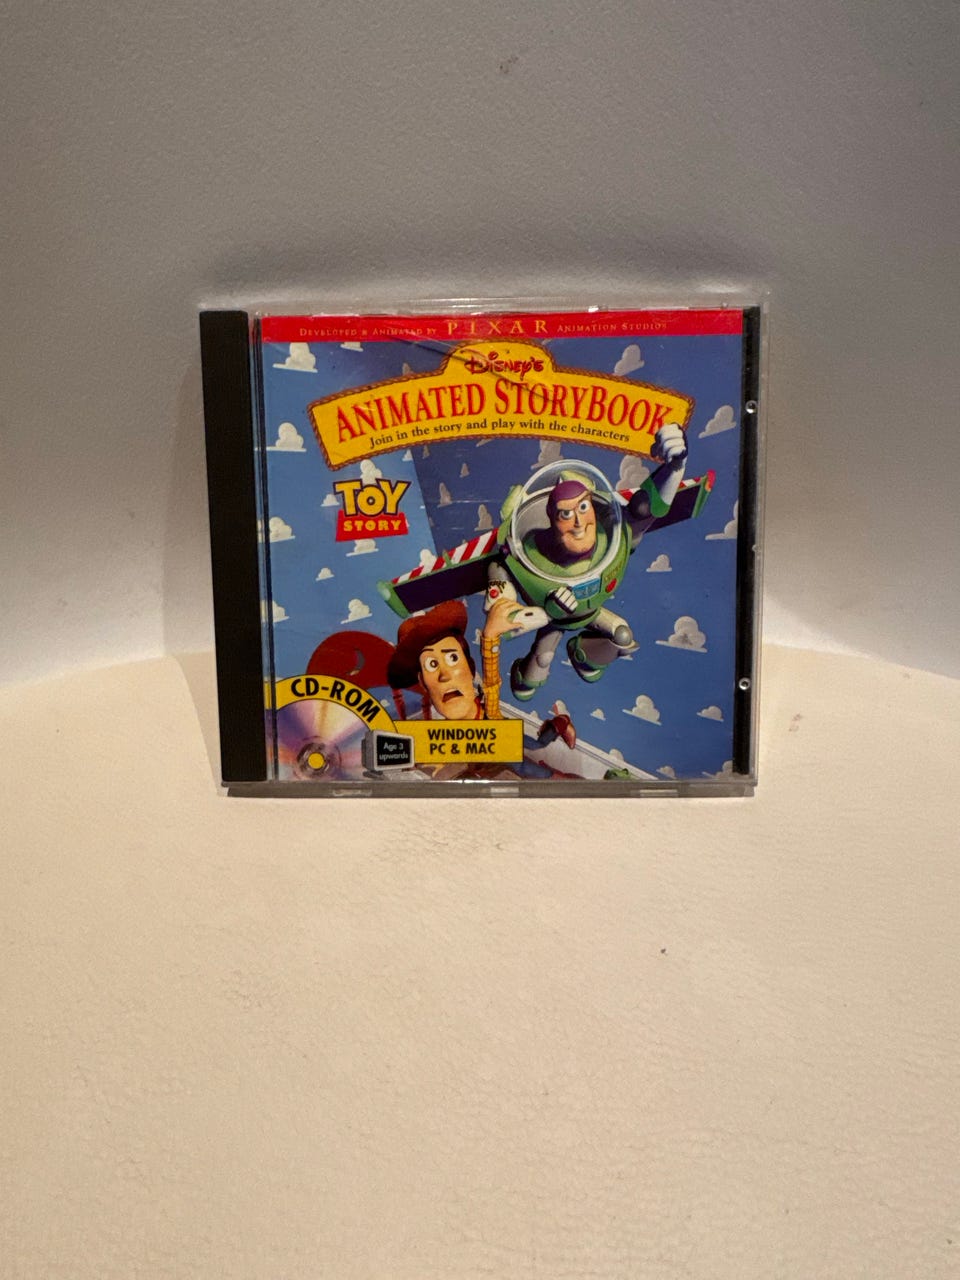 DEVELOPED & ANIMATED BY PIXAR ANIMATION STUDIOS
DISNEY'S
ANIMATED STORYBOOK
Join in the story and play with the characters
TOY
STORY
CD-ROM
Age 3
upwards
WINDOWS
PC & MAC